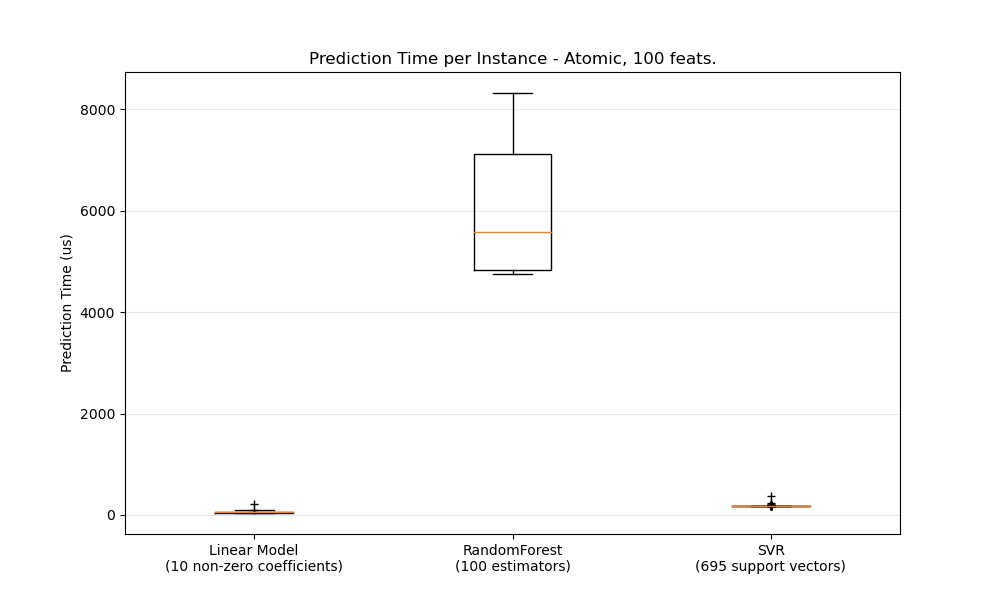 Prediction Time per Instance - Atomic, 100 feats.
8000
6000
4000
2000
0
Prediction Time (us)
Linear Model
(10 non-zero coefficients)
RandomForest
(100 estimators)
SVR
(695 support vectors)